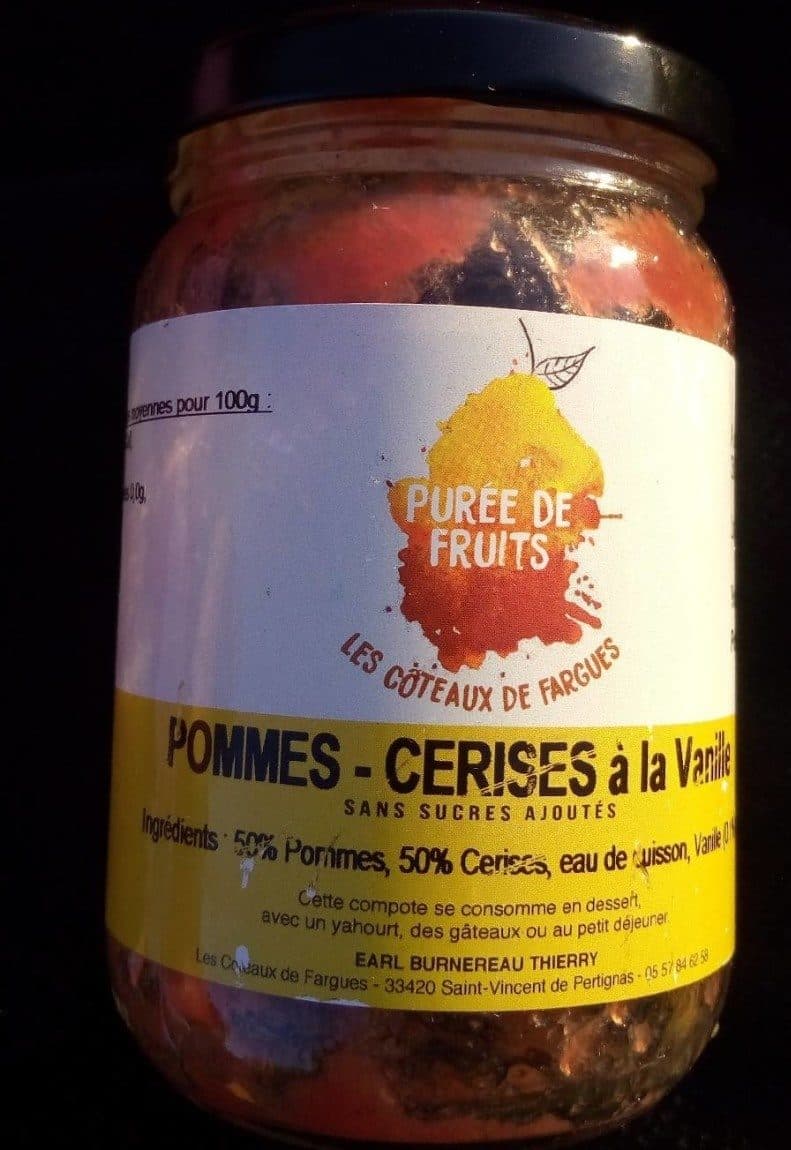 moyennes pour 100g :
0,0g,
PURÉE DE
FRUITS
LES CÔTEAUX DE FARGUES
POMMES - CERISES à la Vanille
SANS SUCRES AJOUTÉS
Ingrédients : 50% Pommes, 50% Cerises, eau de cuisson, Vanille
Cette compote se consomme en dessert,
avec un yahourt, des gâteaux ou au petit déjeuner
EARL BURNEREAU THIERRY
Les Coteaux de Fargues - 33420 Saint-Vincent de Pertignas - 05 57 84 62 58